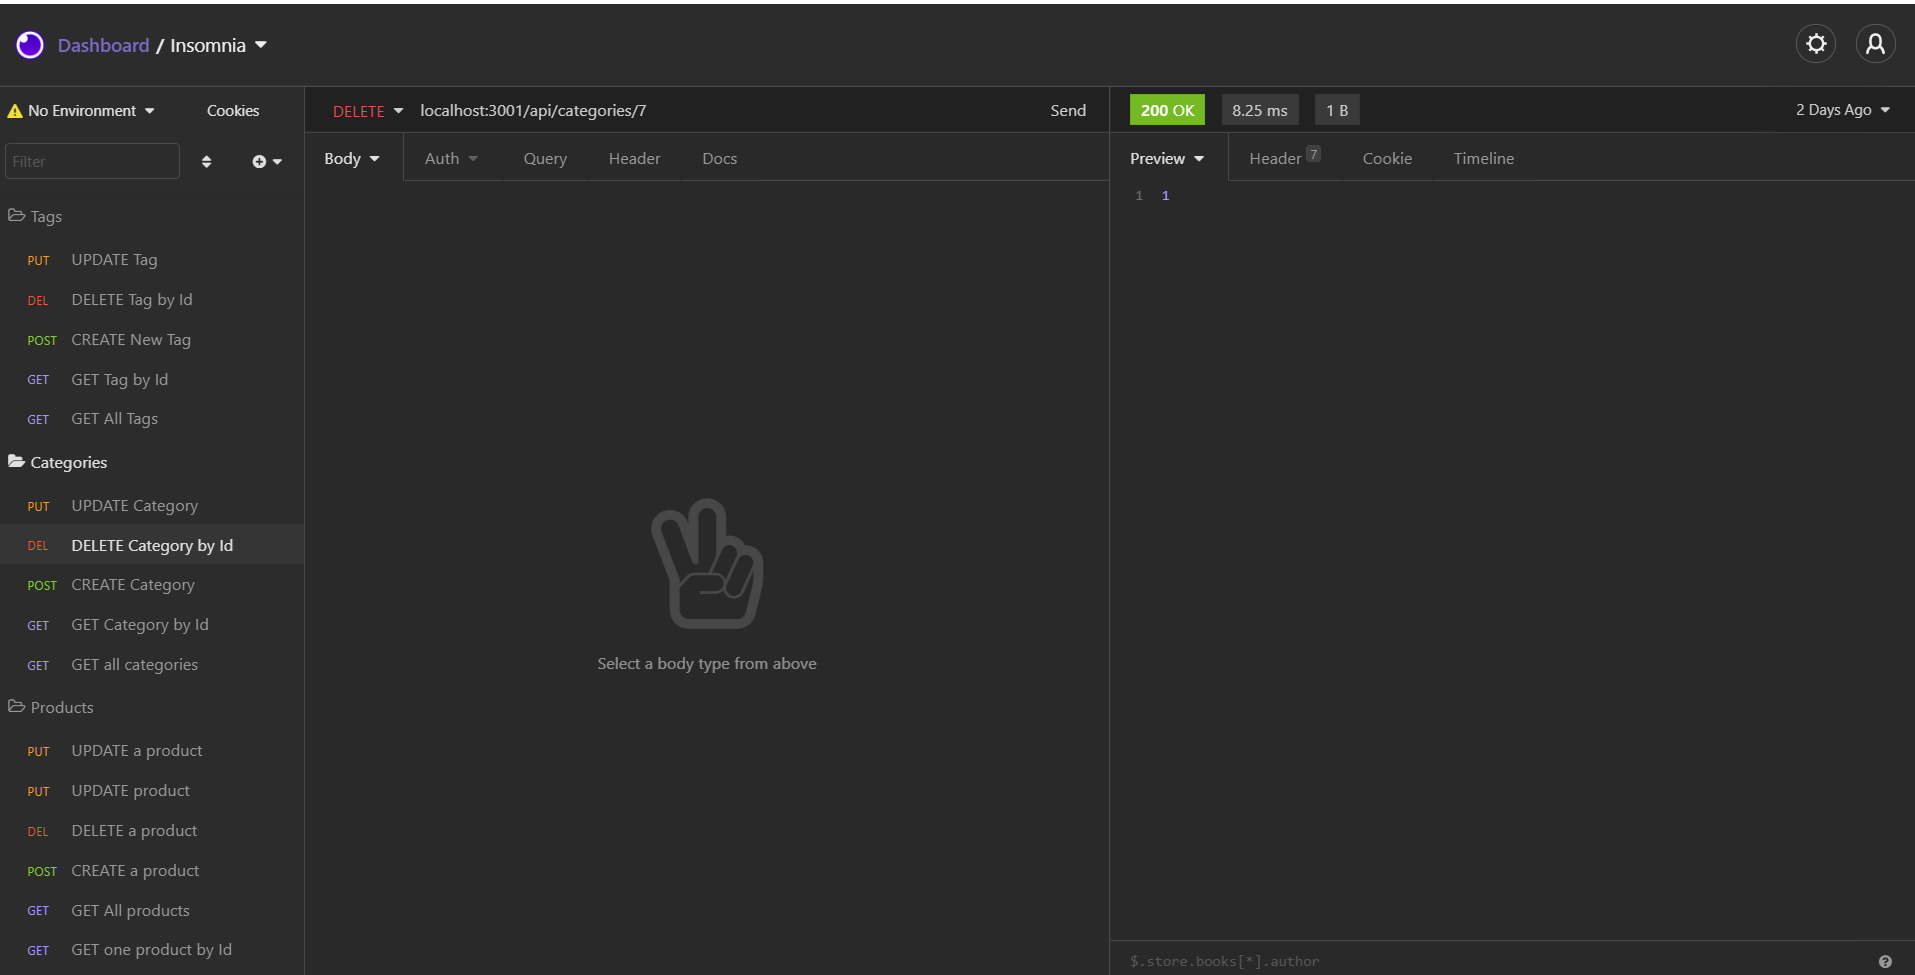 Dashboard / Insomnia
No Environment Cookies
DELETE localhost:3001/api/categories/7 Send
200 OK 8.25 ms 1 B 2 Days Ago
Filter
Body Auth Query Header Docs
Preview Header 7 Cookie Timeline
1 1
Tags
PUT UPDATE Tag
DEL DELETE Tag by Id
POST CREATE New Tag
GET GET Tag by Id
GET GET All Tags
Categories
PUT UPDATE Category
DEL DELETE Category by Id
POST CREATE Category
GET GET Category by Id
GET GET all categories
Products
PUT UPDATE a product
PUT UPDATE product
DEL DELETE a product
POST CREATE a product
GET GET All products
GET GET one product by Id
Select a body type from above
$.store.books[*].author